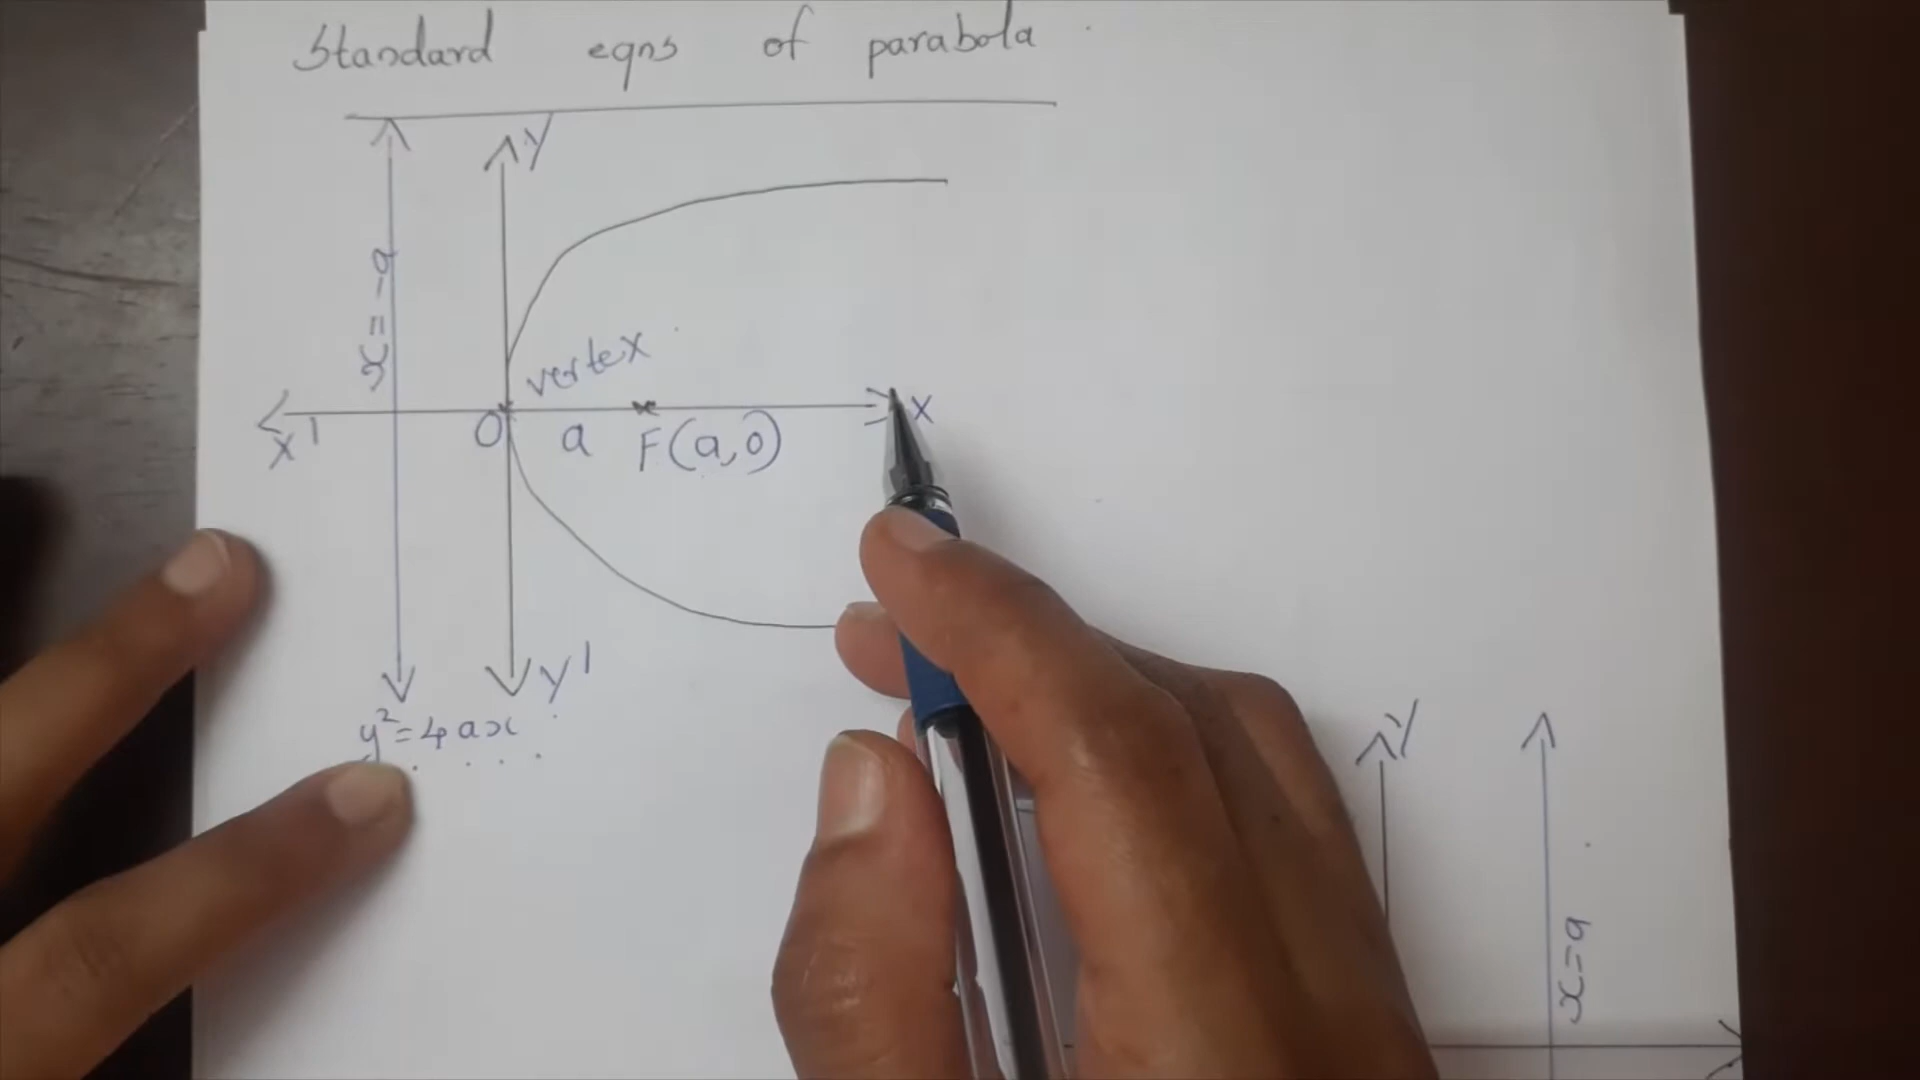 Standard eqns of parabola
y
x = -a
vertex
x
x'
O
a
F(a,0)
y'
y² = 4ax
y
x = a